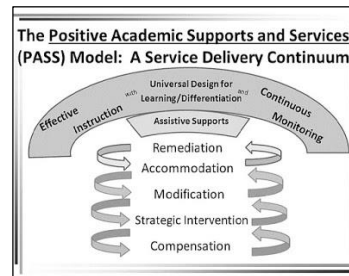 The Positive Academic Supports and Services
(PASS) Model: A Service Delivery Continuum
Effective Instruction
with
Universal Design for
Learning/Differentiation
and
Continuous Monitoring
Assistive Supports
Remediation
Accommodation
Modification
Strategic Intervention
Compensation